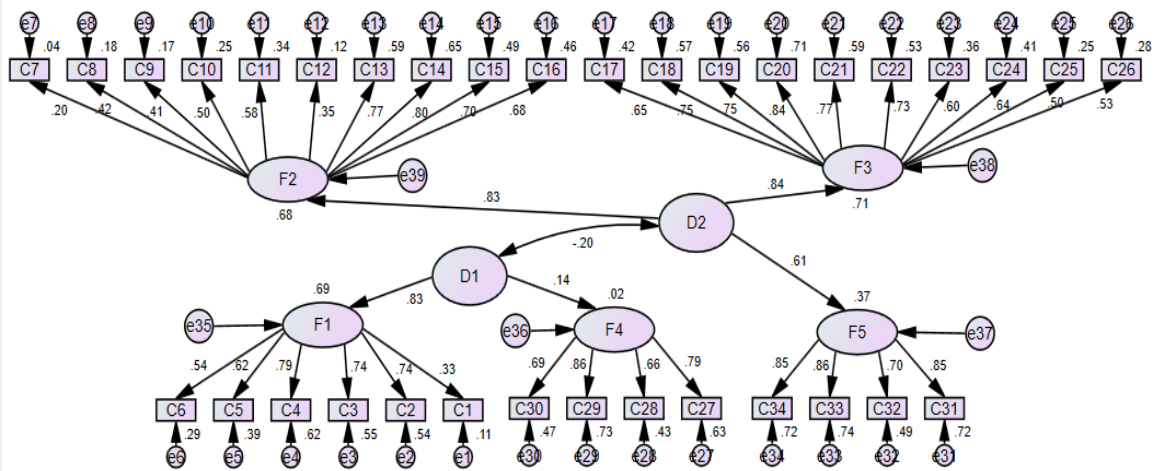 e7 e8 e9 e10 e11 e12 e13 e14 e15 e16 e17 e18 e19 e20 e21 e22 e23 e24 e25 e26
.04 .18 .17 .25 .34 .12 .59 .65 .49 .46 .42 .57 .56 .71 .59 .53 .36 .41 .25 .28
C7 C8 C9 C10 C11 C12 C13 C14 C15 C16 C17 C18 C19 C20 C21 C22 C23 C24 C25 C26
.20 .42 .41 .50 .58 .35 .77 .80 .70 .68 .65 .75 .75 .84 .77 .73 .60 .64 .50 .53
F2 e39 F3 e38
.68 .83 .84 .71
D2
-.20
D1 .61
.69 .83 .14 .02 .37
e35 F1 e36 F4 F5 e37
.54 .62 .79 .74 .74 .33 .69 .86 .66 .79 .85 .86 .70 .85
C6 C5 C4 C3 C2 C1 C30 C29 C28 C27 C34 C33 C32 C31
.29 .39 .62 .55 .54 .11 .47 .73 .43 .63 .72 .74 .49 .72
e6 e5 e4 e3 e2 e1 e30 e29 e28 e27 e34 e33 e32 e31